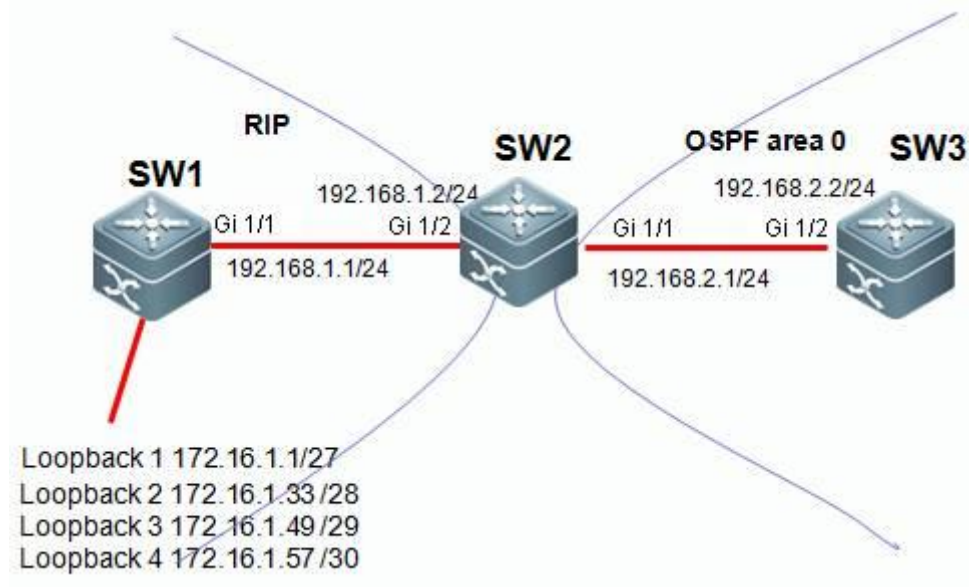 RIP
OSPF area 0
SW1
SW2
SW3
192.168.1.2/24
192.168.2.2/24
Gi 1/1
Gi 1/2
Gi 1/1
Gi 1/2
192.168.1.1/24
192.168.2.1/24
Loopback 1 172.16.1.1/27
Loopback 2 172.16.1.33 /28
Loopback 3 172.16.1.49 /29
Loopback 4 172.16.1.57 /30